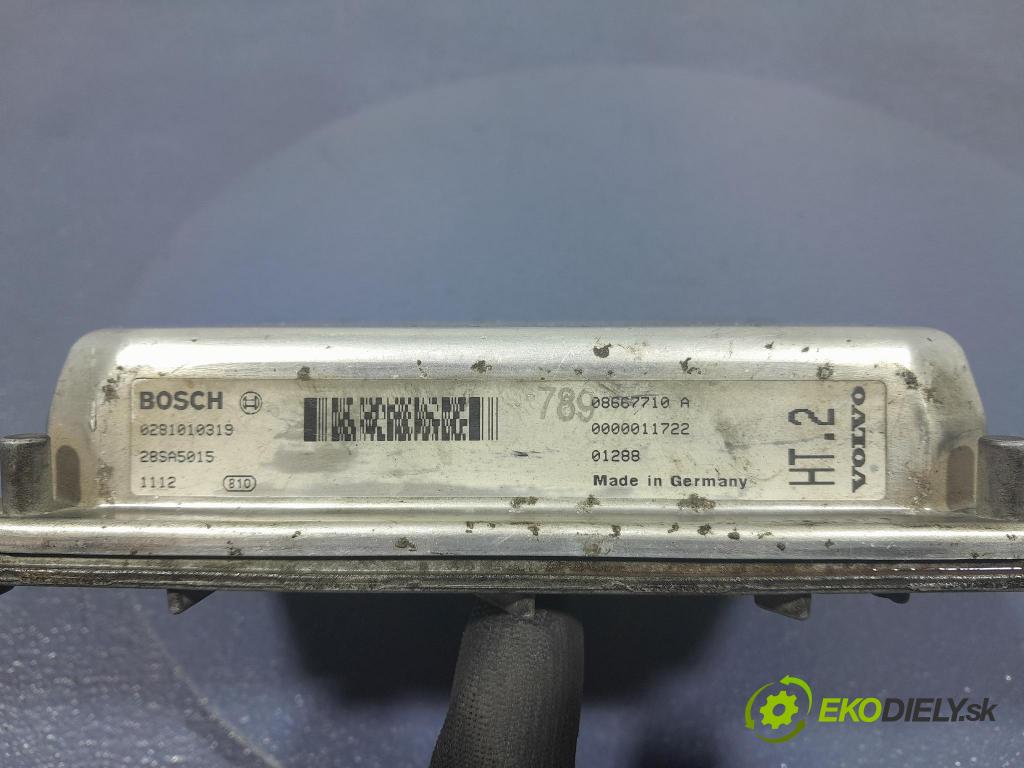 BOSCH
0281010319
28SA5015
1112 810
789
08667710 A
0000011722
01288
Made in Germany
HT.2
VOLVO
EKODIELY.sk